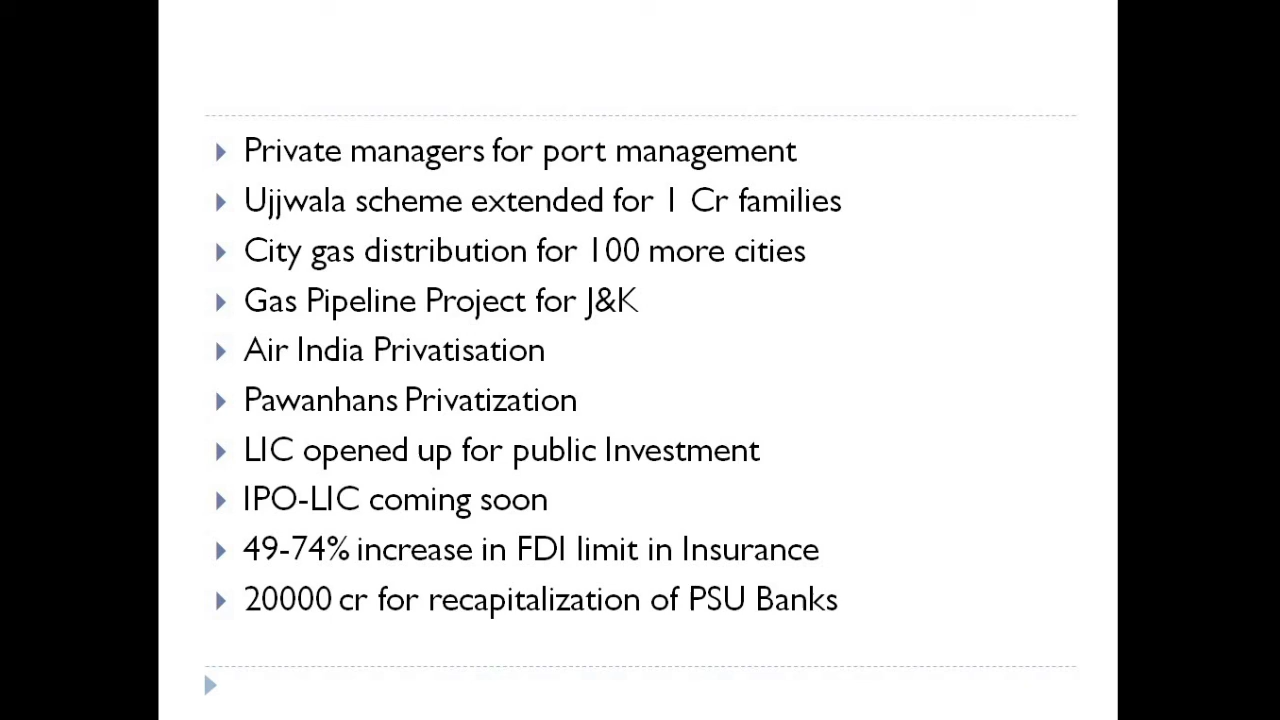 Private managers for port management
Ujjwala scheme extended for 1 Cr families
City gas distribution for 100 more cities
Gas Pipeline Project for J&K
Air India Privatisation
Pawanhans Privatization
LIC opened up for public Investment
IPO-LIC coming soon
49-74% increase in FDI limit in Insurance
20000 cr for recapitalization of PSU Banks